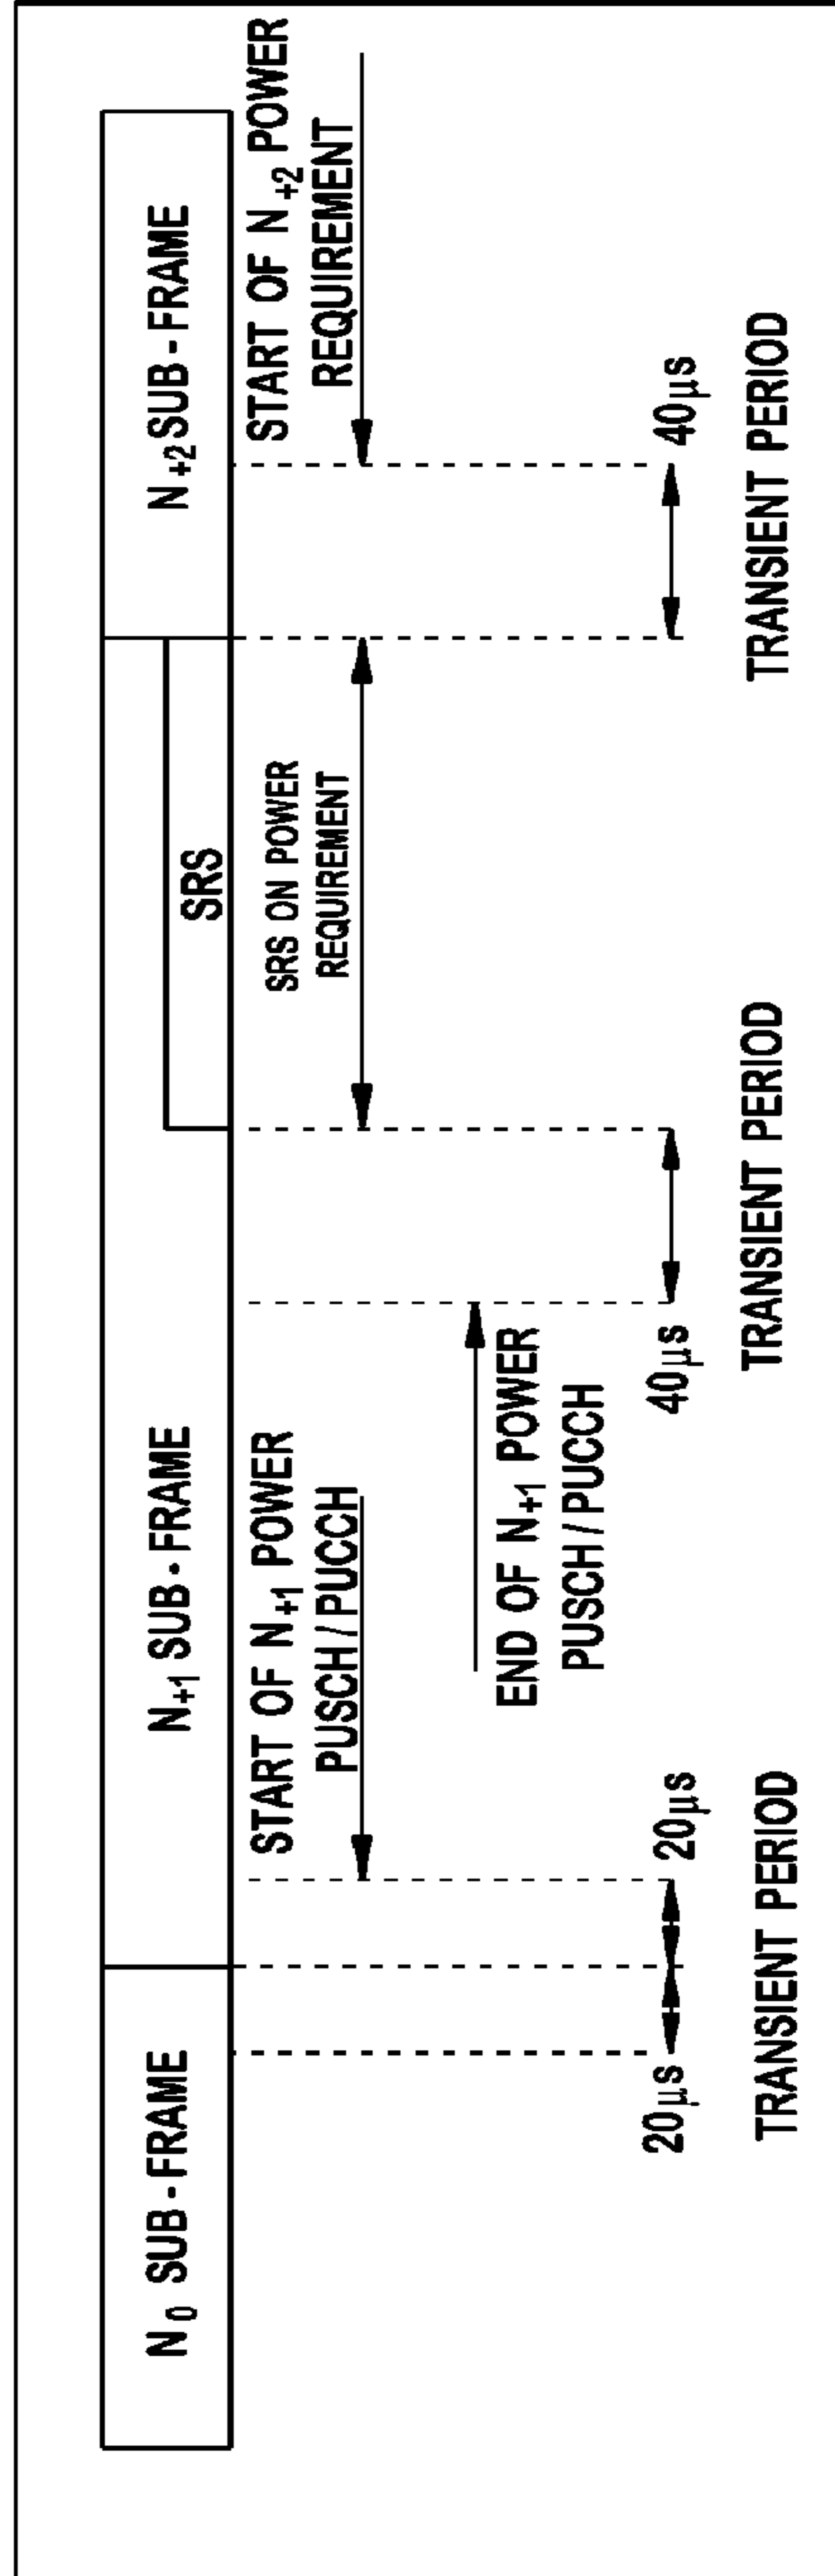 N₀ SUB-FRAME
N₊₁ SUB-FRAME
SRS
N₊₂ SUB-FRAME
START OF N₊₁ POWER
PUSCH/PUCCH
SRS ON POWER
REQUIREMENT
START OF N₊₂ POWER
REQUIREMENT
END OF N₊₁ POWER
PUSCH/PUCCH
20μs
20μs
40μs
40μs
TRANSIENT PERIOD
TRANSIENT PERIOD
TRANSIENT PERIOD